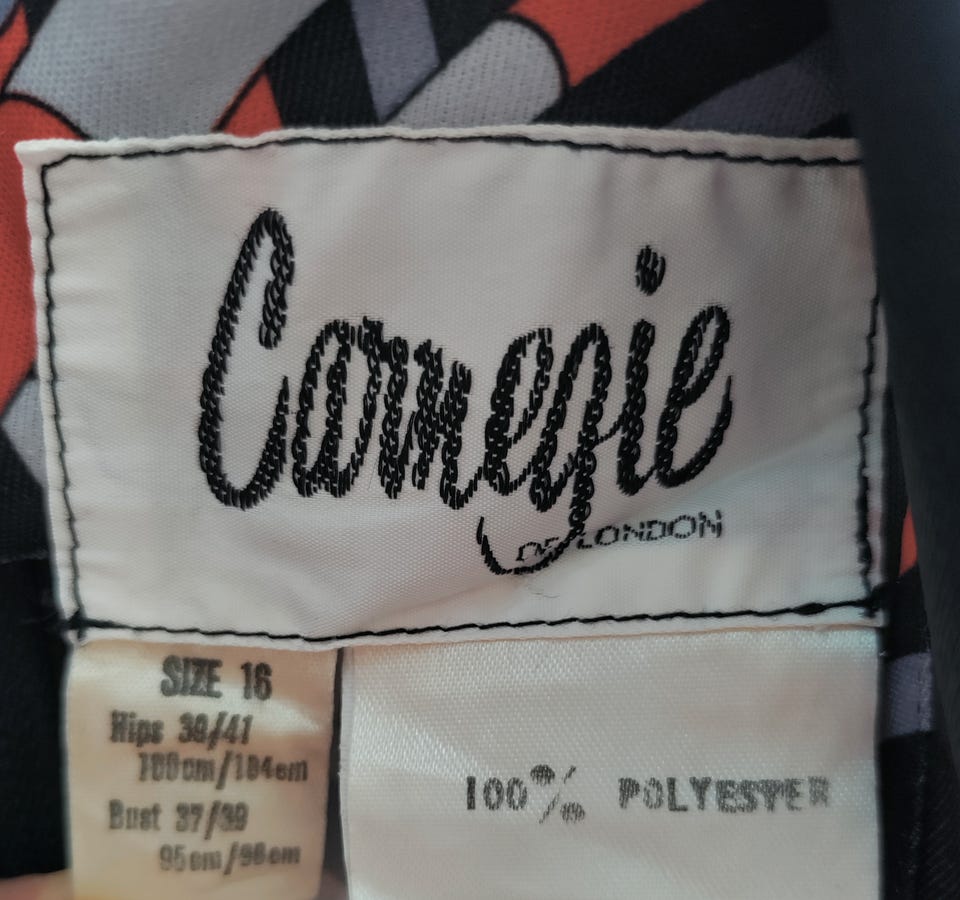 Carnegie
OF LONDON
SIZE 16
Hips 39/41
100cm/104cm
Bust 37/39
95cm/98cm
100% POLYESTER